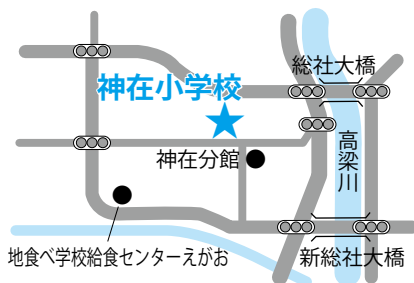 総社大橋
神在小学校
高梁川
神在分館
地食べ学校給食センターえがお
新総社大橋